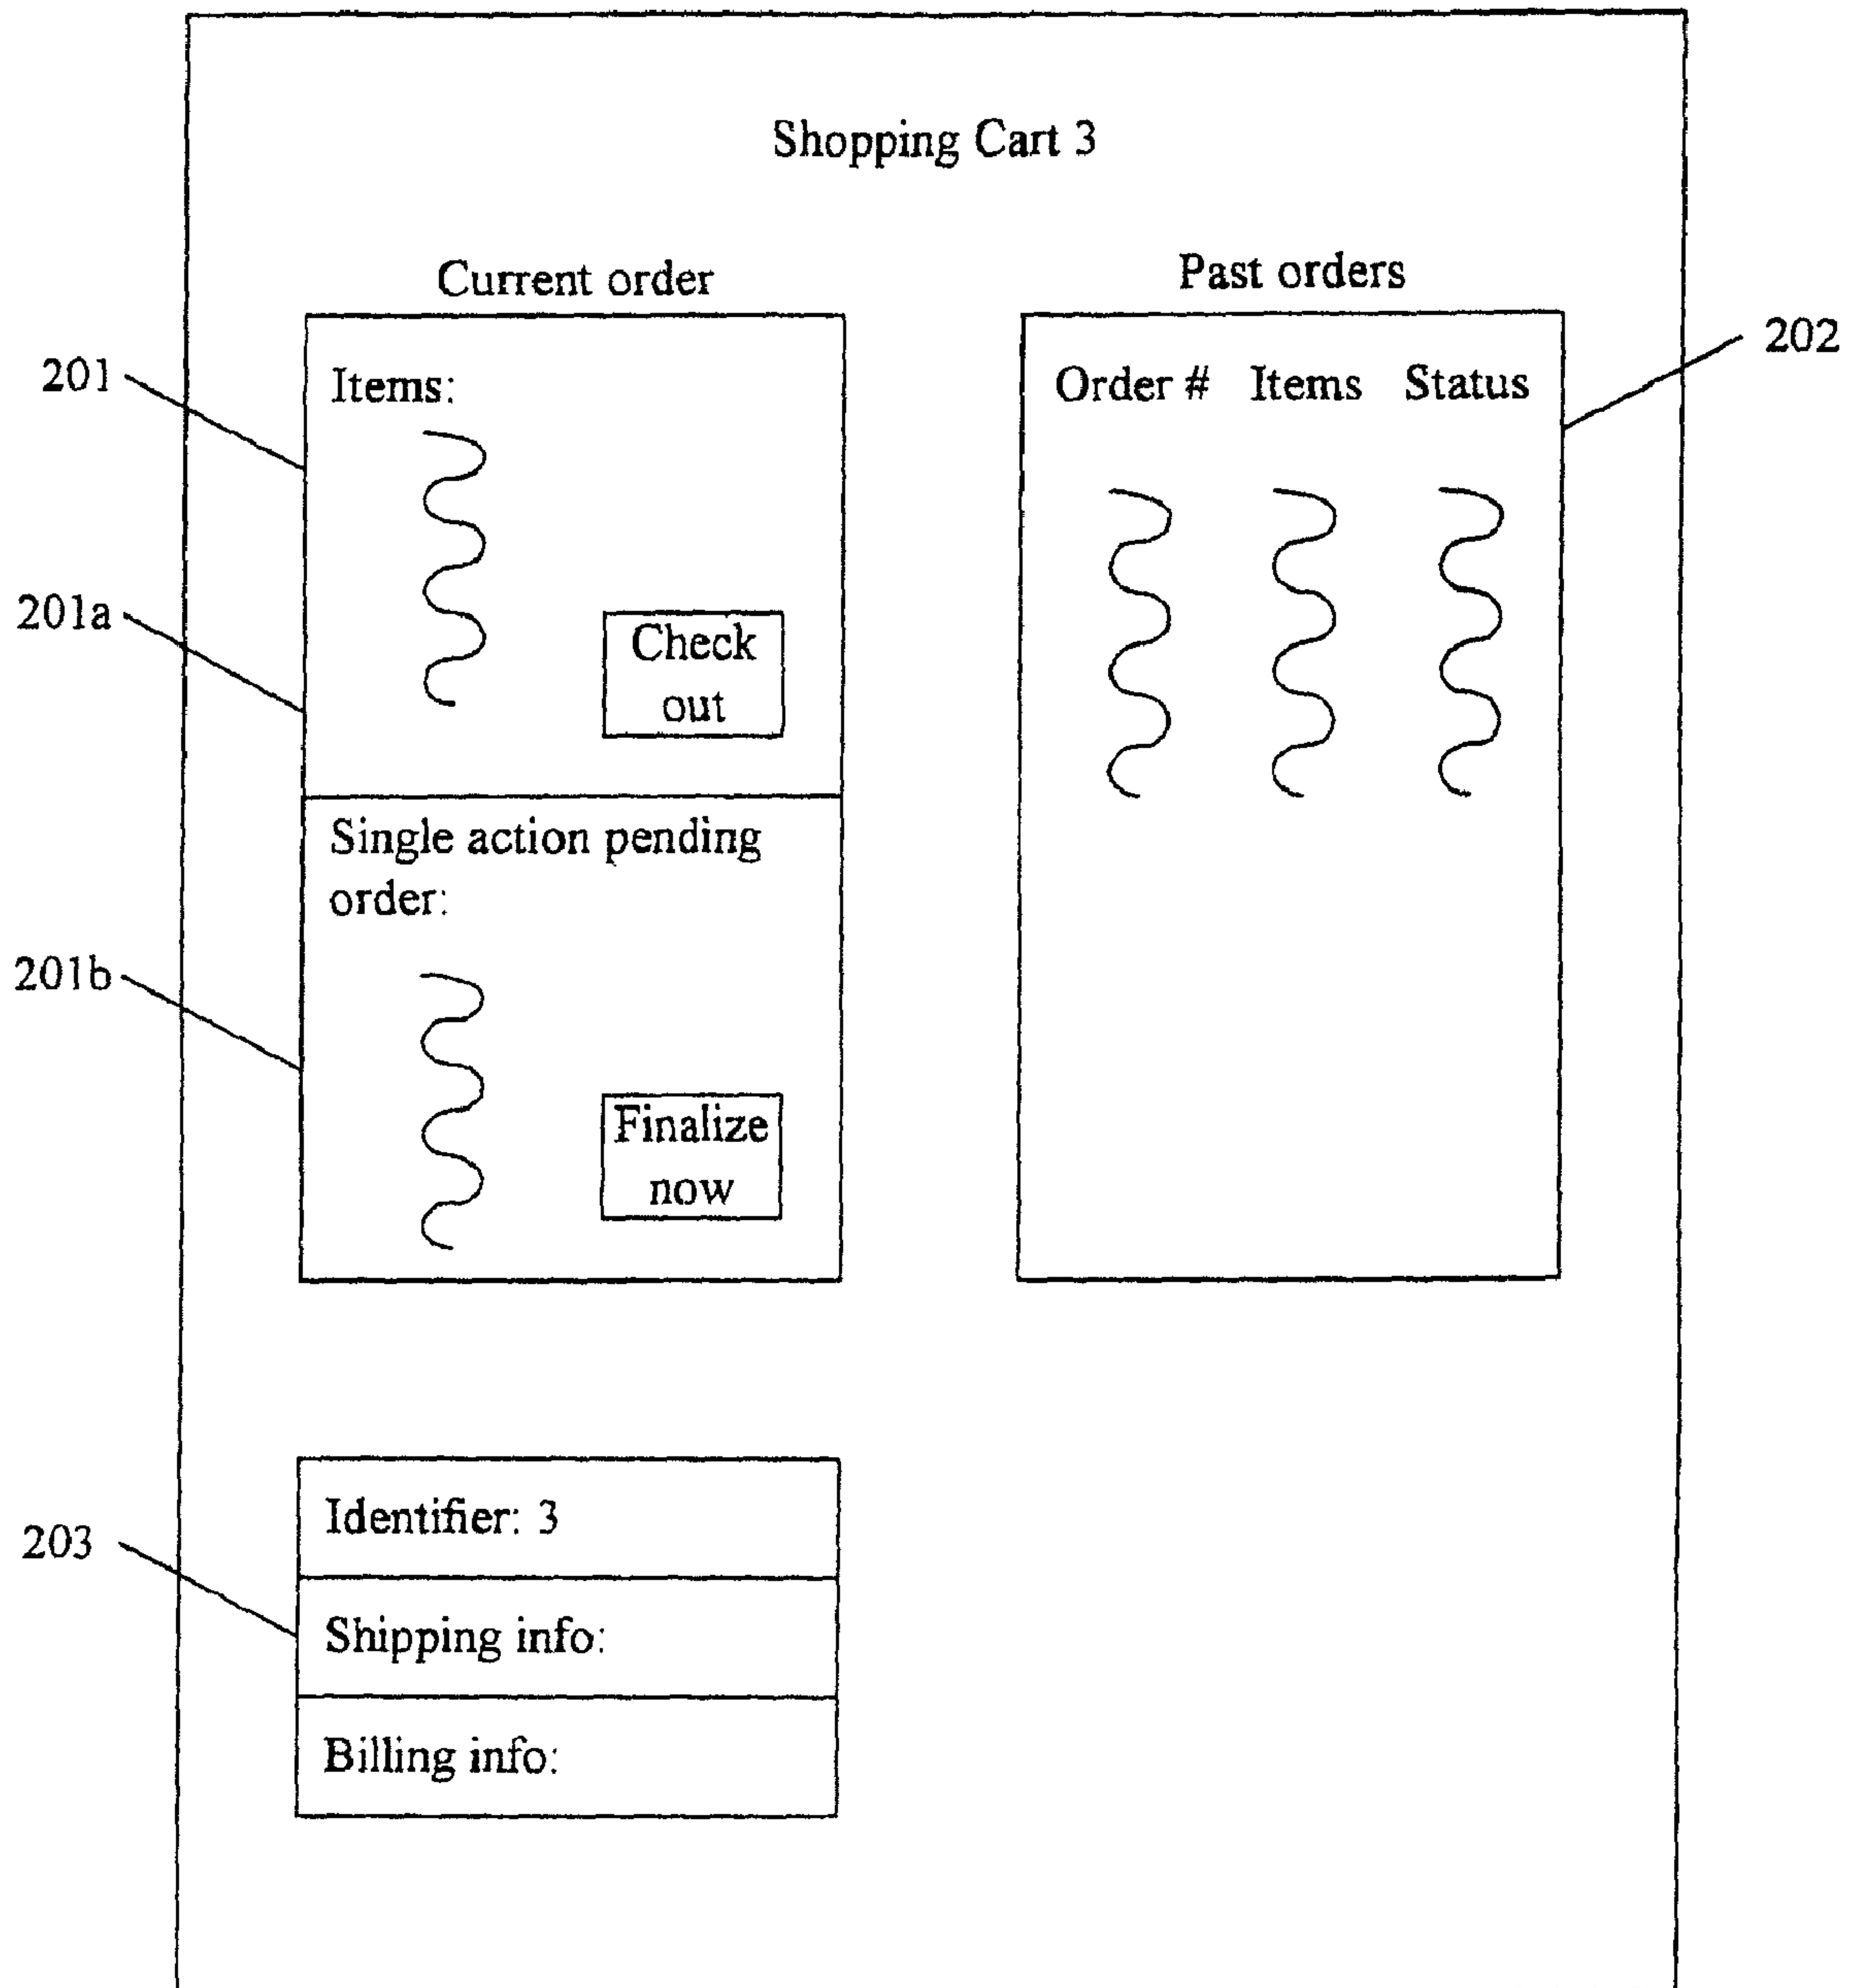 Shopping Cart 3
Current order
201
Items:
201a
Check
out
Single action pending
order:
201b
Finalize
now
Past orders
202
Order # Items Status
203
Identifier: 3
Shipping info:
Billing info: